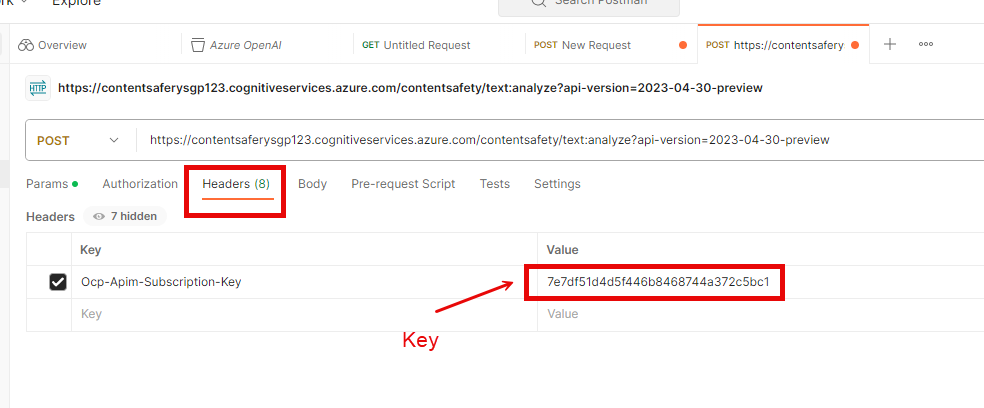 Explore
Search Postman
Overview
Azure OpenAI
GET Untitled Request
POST New Request
POST https://contentsafery
HTTP
https://contentsaferysgp123.cognitiveservices.azure.com/contentsafety/text:analyze?api-version=2023-04-30-preview
POST
https://contentsaferysgp123.cognitiveservices.azure.com/contentsafety/text:analyze?api-version=2023-04-30-preview
Params
Authorization
Headers (8)
Body
Pre-request Script
Tests
Settings
Headers
7 hidden
Key
Value
Ocp-Apim-Subscription-Key
7e7df51d4d5f446b8468744a372c5bc1
Key
Value
Key